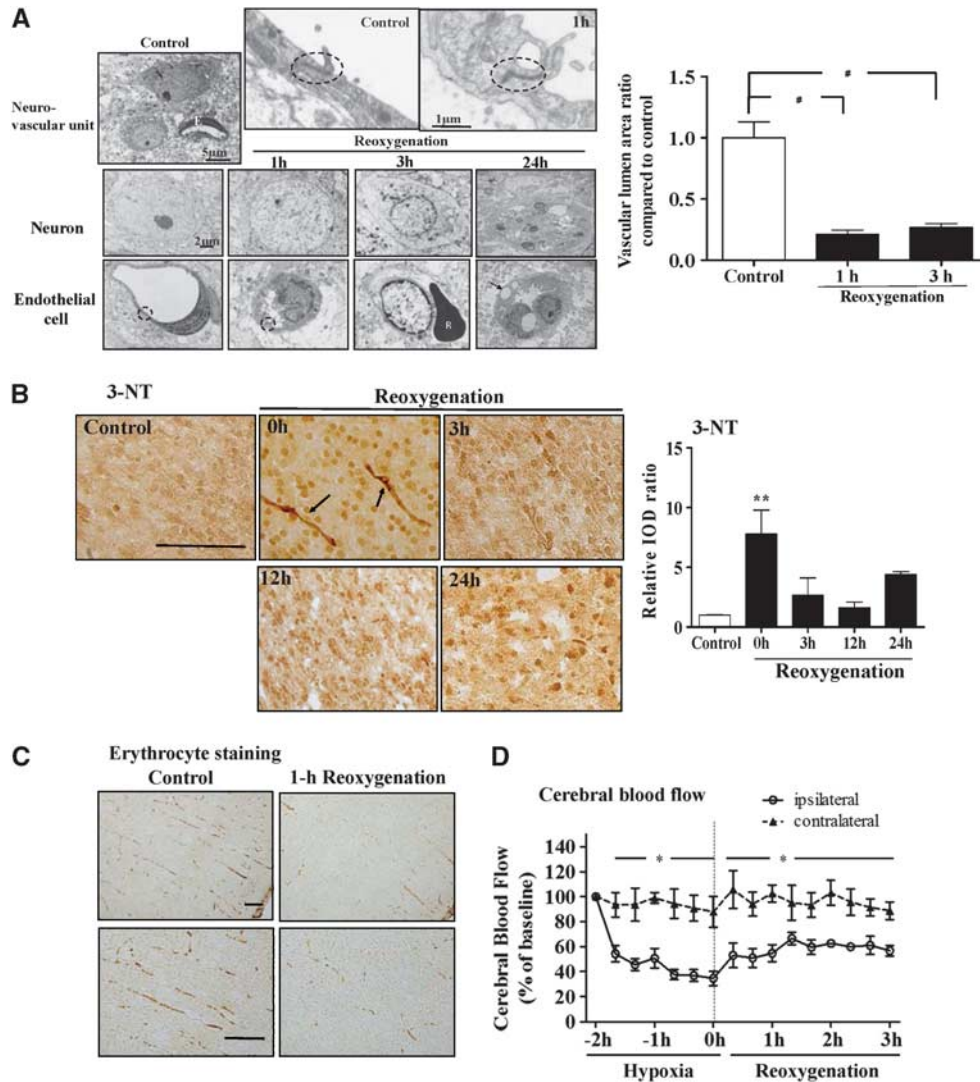 A
Control
Neuro-
vascular unit
E
5µm
Control
1h
1µm
Reoxygenation
1h
3h
24h
Neuron
2µm
Endothelial
cell
R
Vascular lumen area ratio
compared to control
1.5
1.0
0.5
0.0
#
#
Control
1 h
3 h
Reoxygenation
B
3-NT
Reoxygenation
Control
0h
3h
12h
24h
3-NT
Relative IOD ratio
15
10
5
0
**
Control
0h
3h
12h
24h
Reoxygenation
C
Erythrocyte staining
Control
1-h Reoxygenation
D
Cerebral blood flow
ipsilateral
contralateral
Cerebral Blood Flow
(% of baseline)
140
120
100
80
60
40
20
0
*
*
-2h
-1h
0h
1h
2h
3h
Hypoxia
Reoxygenation